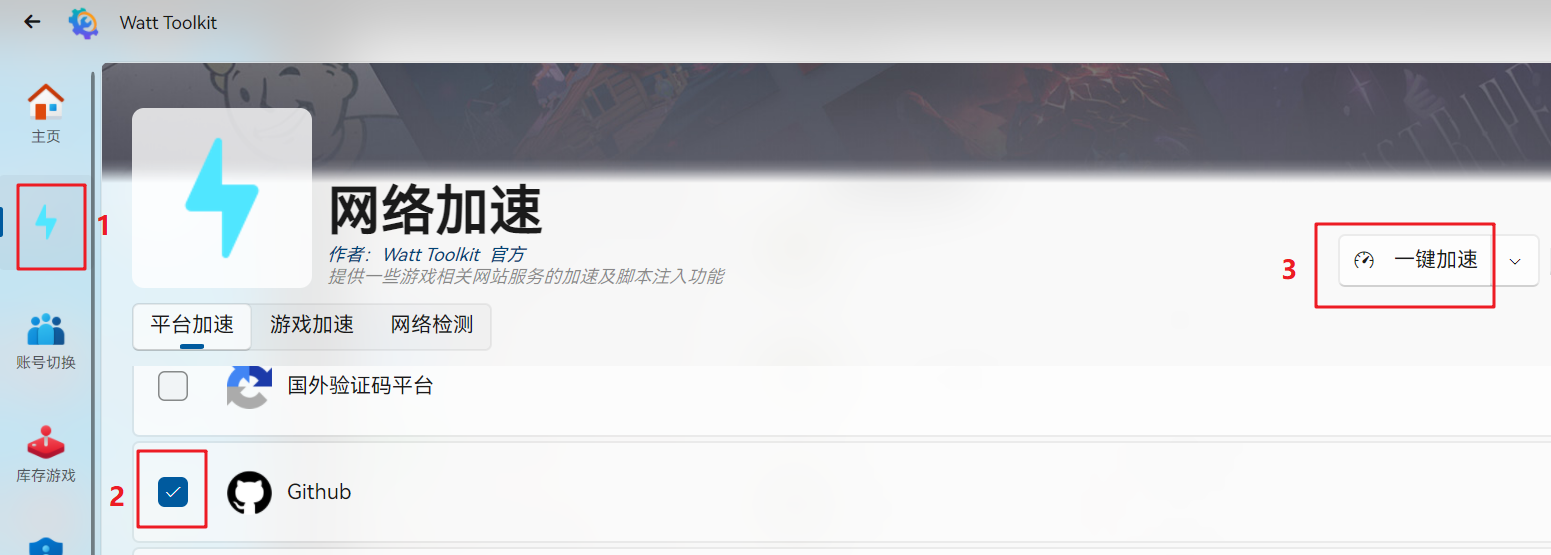 Watt Toolkit
主页
1
账号切换
库存游戏
网络加速
作者： Watt Toolkit 官方
提供一些游戏相关网站服务的加速及脚本注入功能
3
一键加速
平台加速 游戏加速 网络检测
国外验证码平台
2
Github